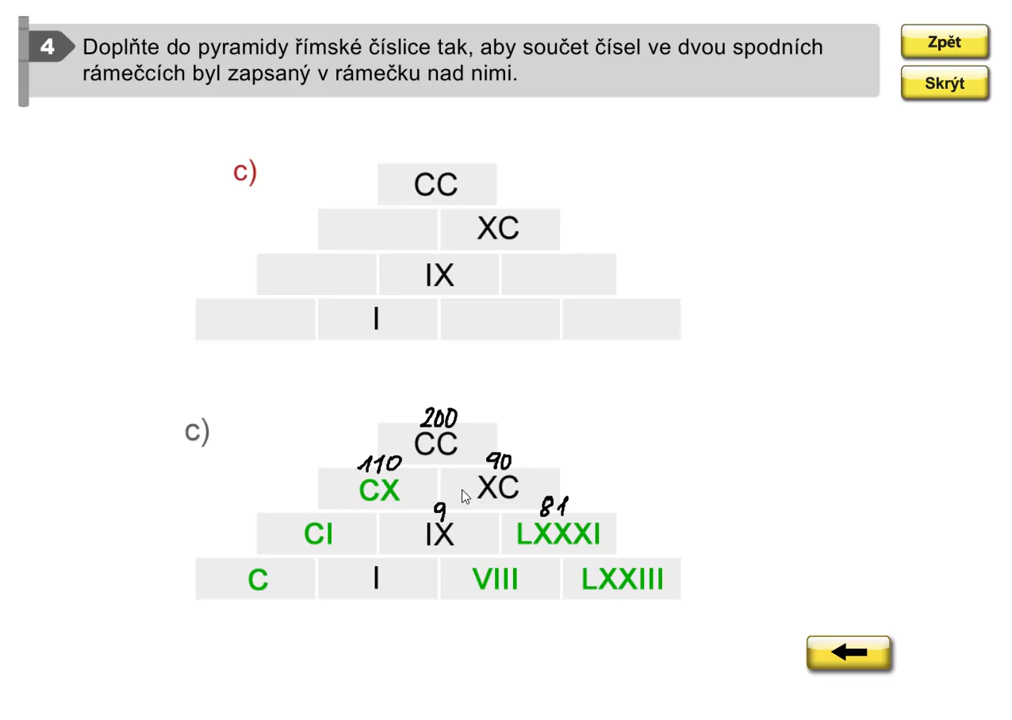 4 Doplňte do pyramidy římské číslice tak, aby součet čísel ve dvou spodních
rámečcích byl zapsaný v rámečku nad nimi.
Zpět
Skrýt
c)
CC
XC
IX
I
c)
200
CC
110 90
CX XC
9 81
CI IX LXXXI
C I VIII LXXIII